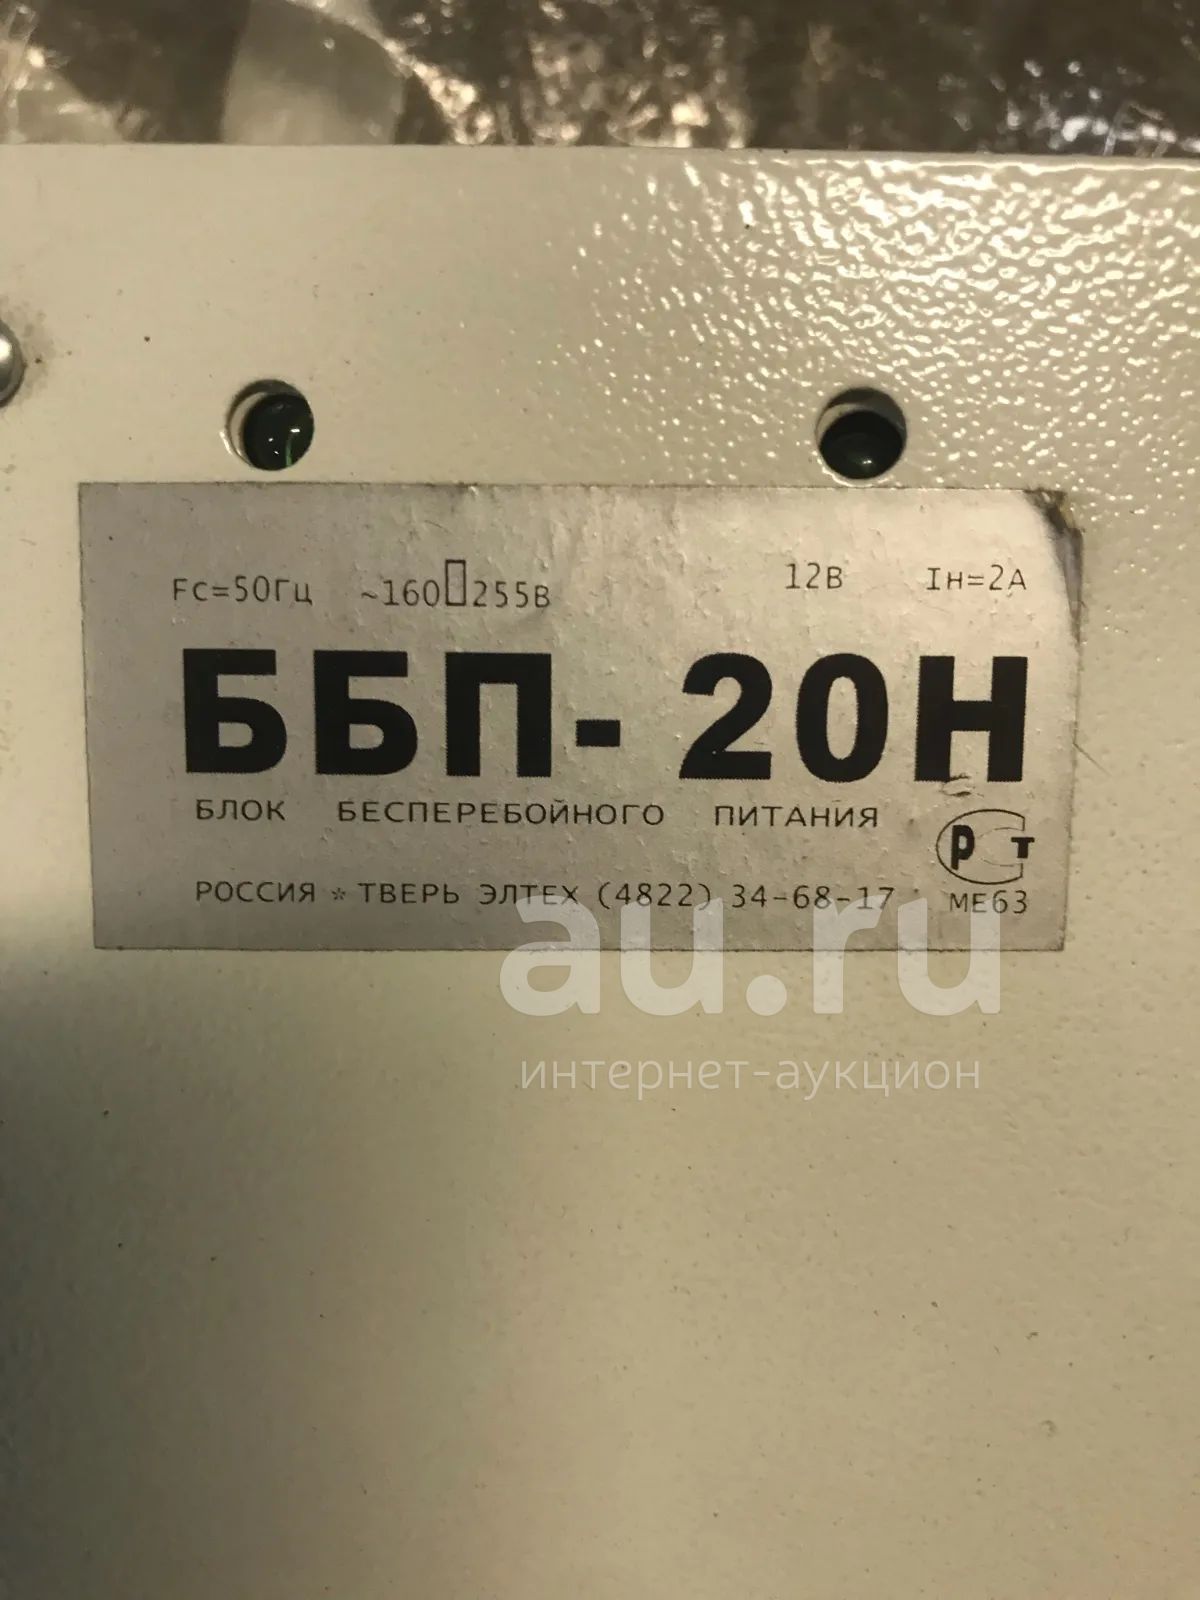 Fс=50Гц ~160▯255В 12В Iн=2А
ББП-20Н
БЛОК БЕСПЕРЕБОЙНОГО ПИТАНИЯ
РСТ
РОССИЯ * ТВЕРЬ ЭЛТЕХ (4822) 34-68-17 МЕ63
au.ru
интернет-аукцион